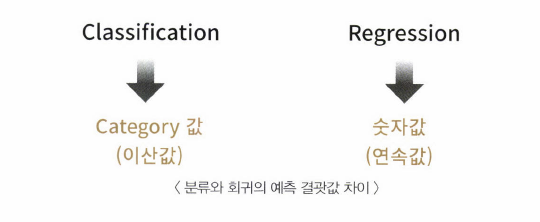 Classification
Regression
Category 값
(이산값)
숫자값
(연속값)
〈 분류와 회귀의 예측 결괏값 차이 〉